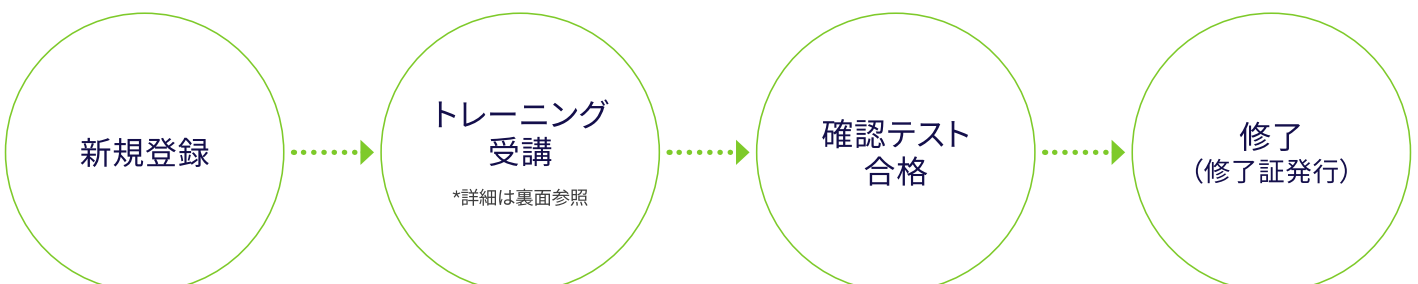 新規登録
トレーニング
受講
*詳細は裏面参照
確認テスト
合格
修了
（修了証発行）